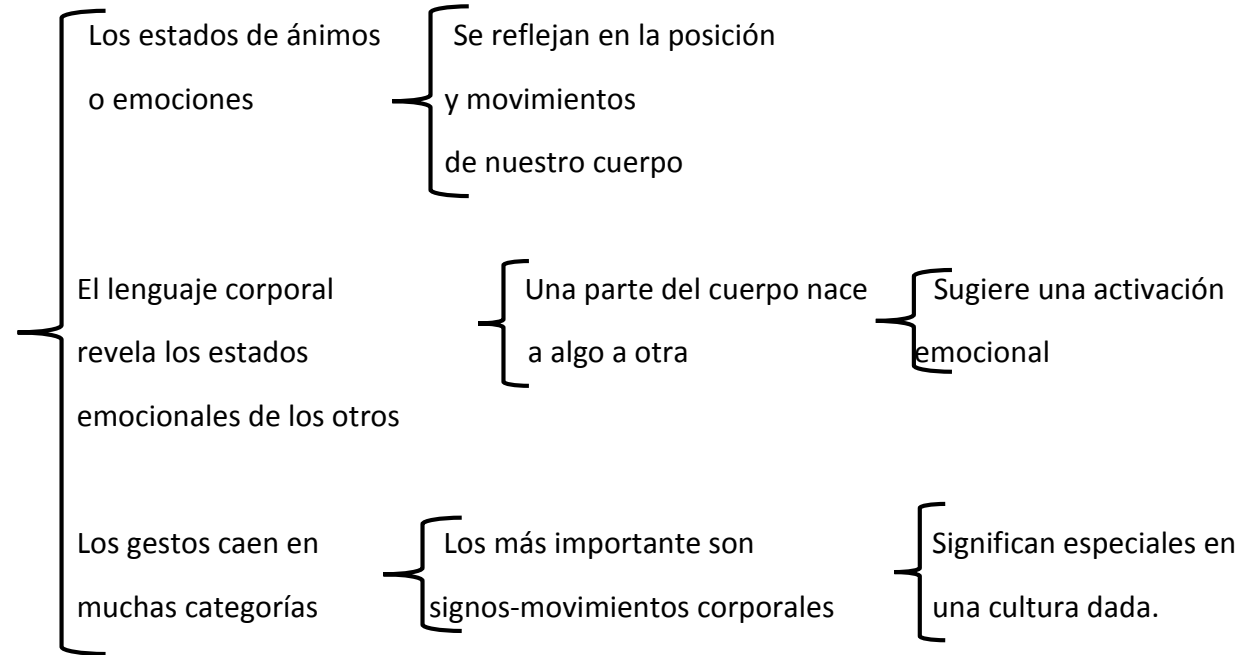 Los estados de ánimos
o emociones
Se reflejan en la posición
y movimientos
de nuestro cuerpo
El lenguaje corporal
revela los estados
emocionales de los otros
Una parte del cuerpo nace
a algo a otra
Sugiere una activación
emocional
Los gestos caen en
muchas categorías
Los más importante son
signos-movimientos corporales
Significan especiales en
una cultura dada.